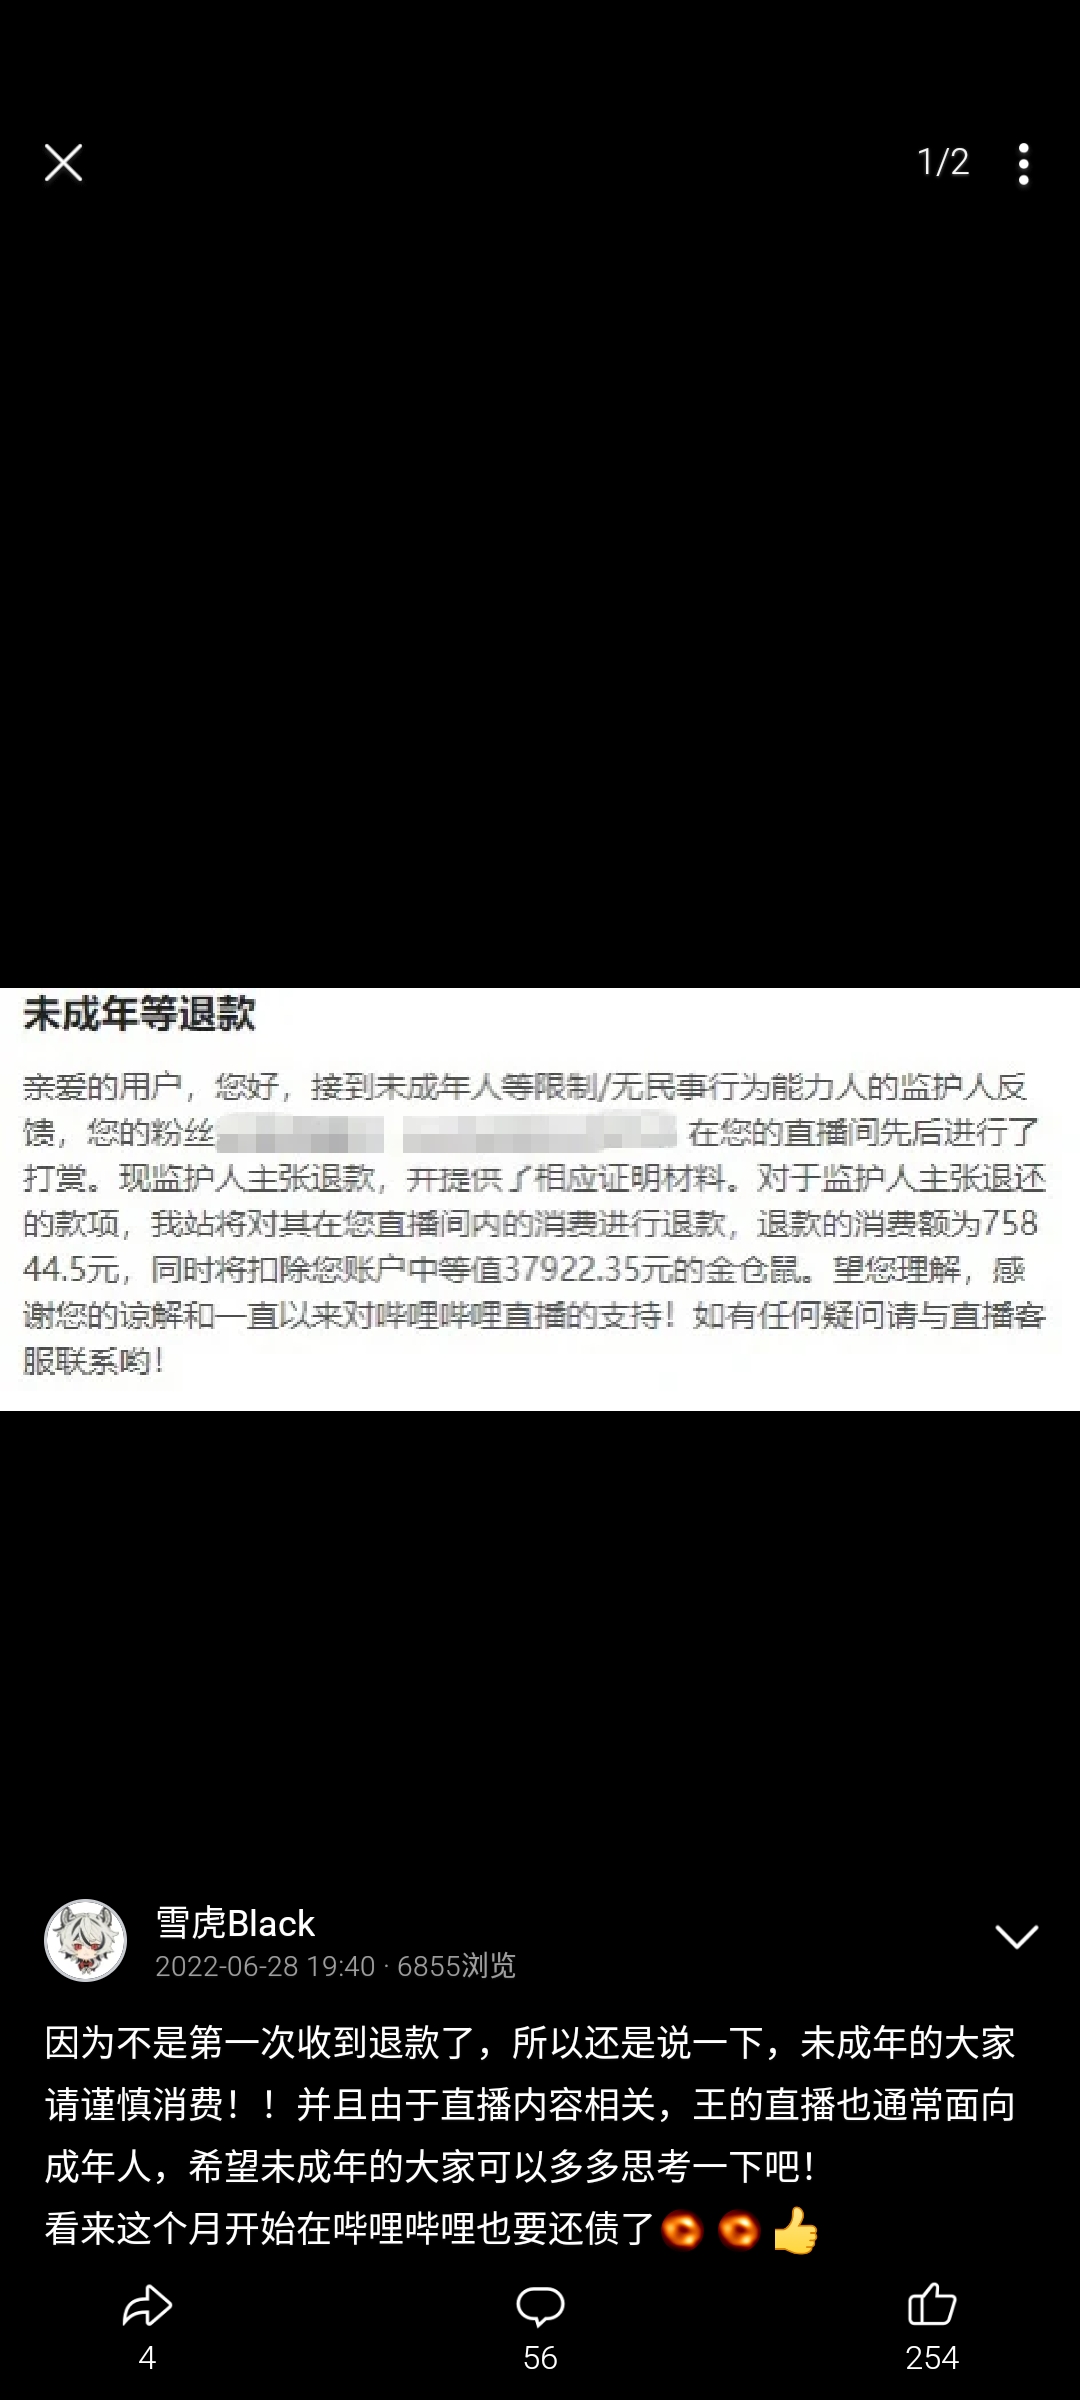 1/2
未成年等退款
亲爱的用户，您好，接到未成年人等限制/无民事行为能力人的监护人反
馈，您的粉丝 在您的直播间先后进行了
打赏。现监护人主张退款，并提供了相应证明材料。对于监护人主张退还
的款项，我站将对其在您直播间内的消费进行退款，退款的消费额为758
44.5元，同时将扣除您账户中等值37922.35元的金仓鼠。望您理解，感
谢您的谅解和一直以来对哔哩哔哩直播的支持！如有任何疑问请与直播客
服联系哟！
雪虎Black
2022-06-28 19:40 · 6855浏览
因为不是第一次收到退款了，所以还是说一下，未成年的大家
请谨慎消费！！并且由于直播内容相关，王的直播也通常面向
成年人，希望未成年的大家可以多多思考一下吧！
看来这个月开始在哔哩哔哩也要还债了
4
56
254